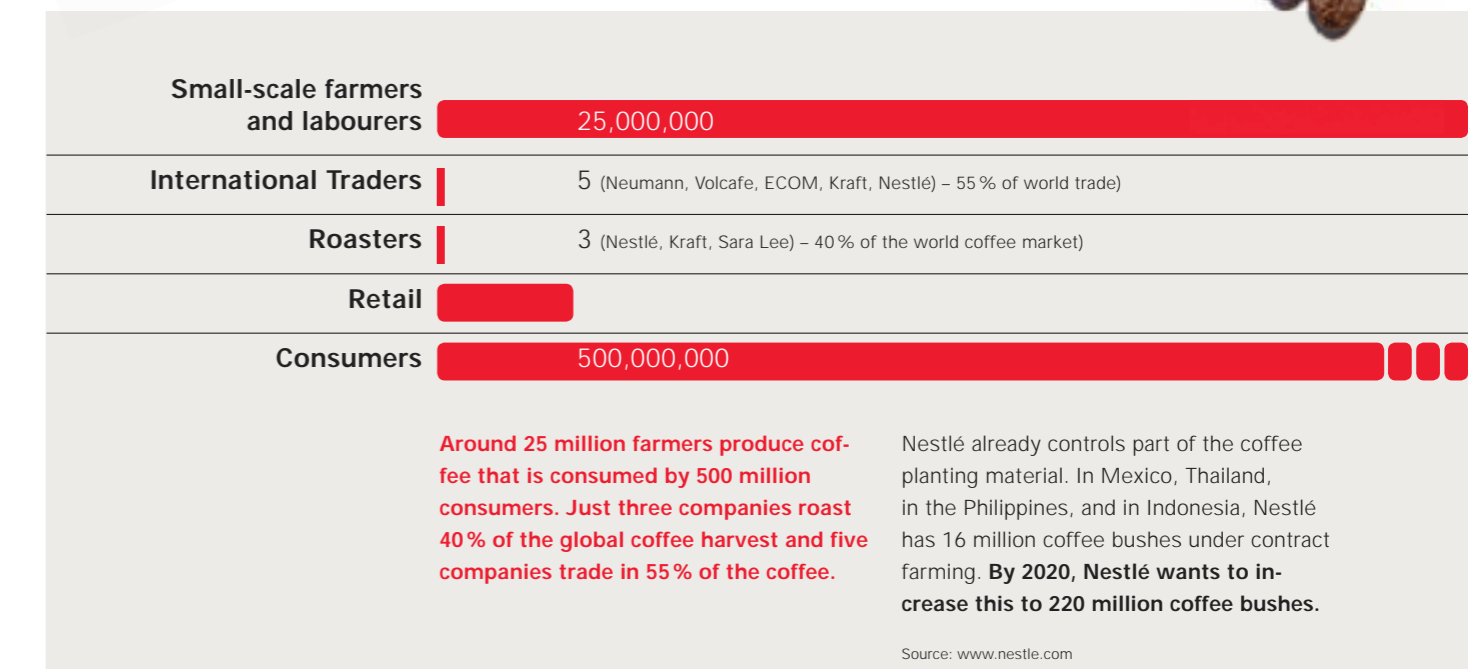 Small-scale farmers
and labourers
25,000,000
International Traders
5 (Neumann, Volcafe, ECOM, Kraft, Nestlé) – 55 % of world trade)
Roasters
3 (Nestlé, Kraft, Sara Lee) – 40 % of the world coffee market)
Retail
Consumers
500,000,000
Around 25 million farmers produce cof-
fee that is consumed by 500 million
consumers. Just three companies roast
40 % of the global coffee harvest and five
companies trade in 55 % of the coffee.
Nestlé already controls part of the coffee
planting material. In Mexico, Thailand,
in the Philippines, and in Indonesia, Nestlé
has 16 million coffee bushes under contract
farming. By 2020, Nestlé wants to in-
crease this to 220 million coffee bushes.
Source: www.nestle.com